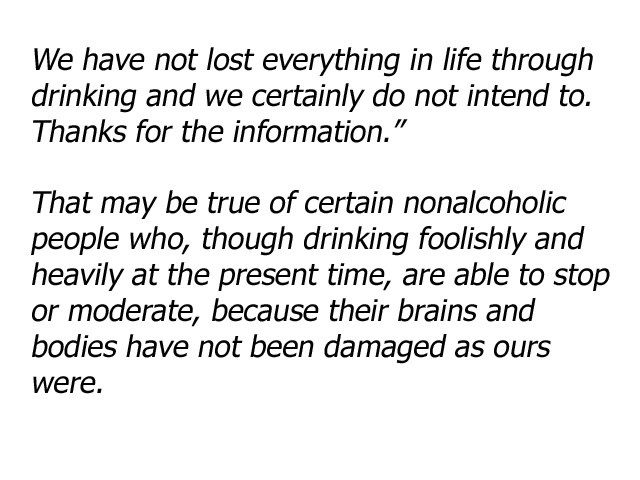 We have not lost everything in life through
drinking and we certainly do not intend to.
Thanks for the information.”
That may be true of certain nonalcoholic
people who, though drinking foolishly and
heavily at the present time, are able to stop
or moderate, because their brains and
bodies have not been damaged as ours
were.